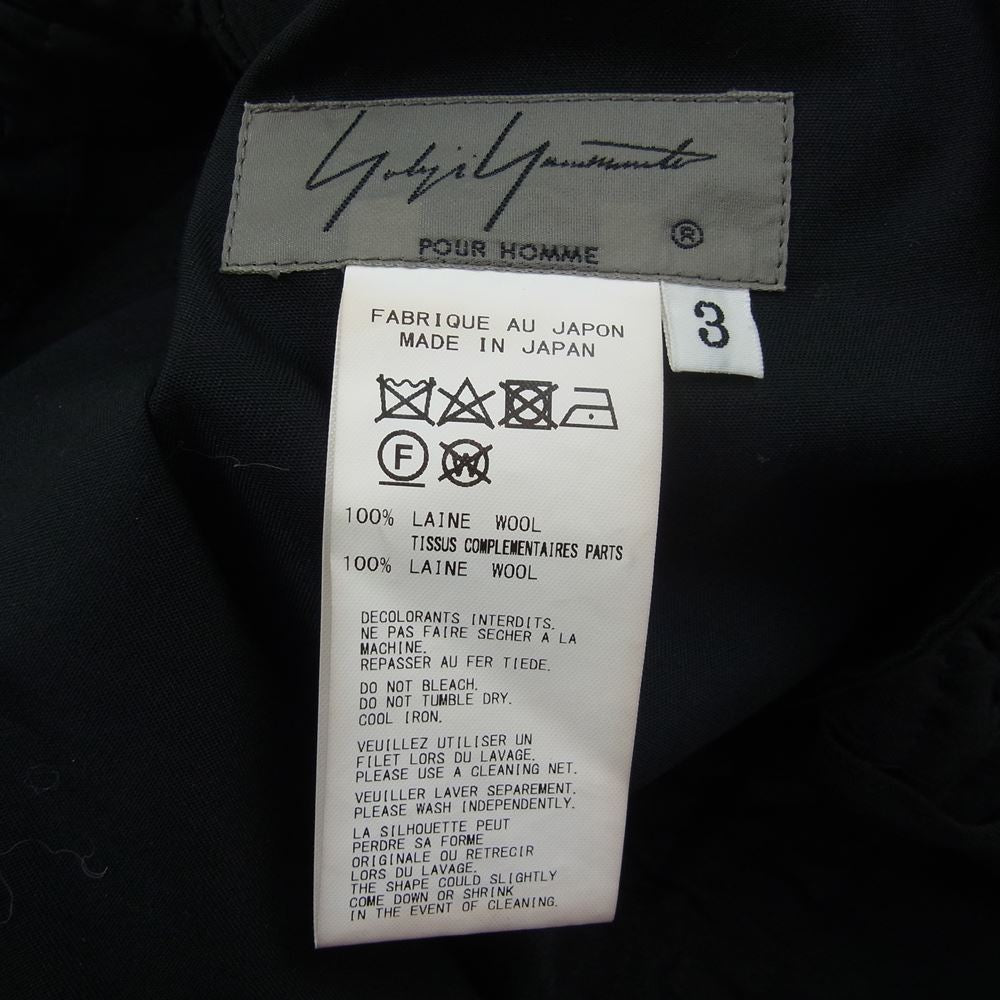 Yohji Yamamoto
POUR HOMME ®
3
FABRIQUE AU JAPON
MADE IN JAPAN
F W
100% LAINE WOOL
TISSUS COMPLEMENTAIRES PARTS
100% LAINE WOOL
DECOLORANTS INTERDITS.
NE PAS FAIRE SECHER A LA
MACHINE.
REPASSER AU FER TIEDE.
DO NOT BLEACH.
DO NOT TUMBLE DRY.
COOL IRON.
VEUILLEZ UTILISER UN
FILET LORS DU LAVAGE.
PLEASE USE A CLEANING NET.
VEUILLER LAVER SEPAREMENT.
PLEASE WASH INDEPENDENTLY.
LA SILHOUETTE PEUT
PERDRE SA FORME
ORIGINALE OU RETRECIR
LORS DU LAVAGE.
THE SHAPE COULD SLIGHTLY
COME DOWN OR SHRINK
IN THE EVENT OF CLEANING.